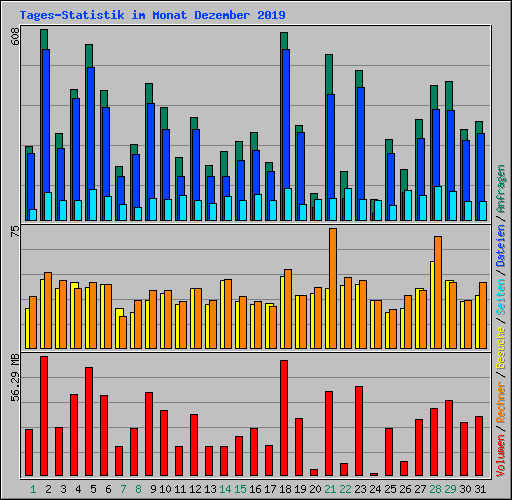 Tages-Statistik im Monat Dezember 2019
608
75
56.29 MB
Volumen / Rechner / Besuche / Seiten / Dateien / Anfragen
1 2 3 4 5 6 7 8 9 10 11 12 13 14 15 16 17 18 19 20 21 22 23 24 25 26 27 28 29 30 31